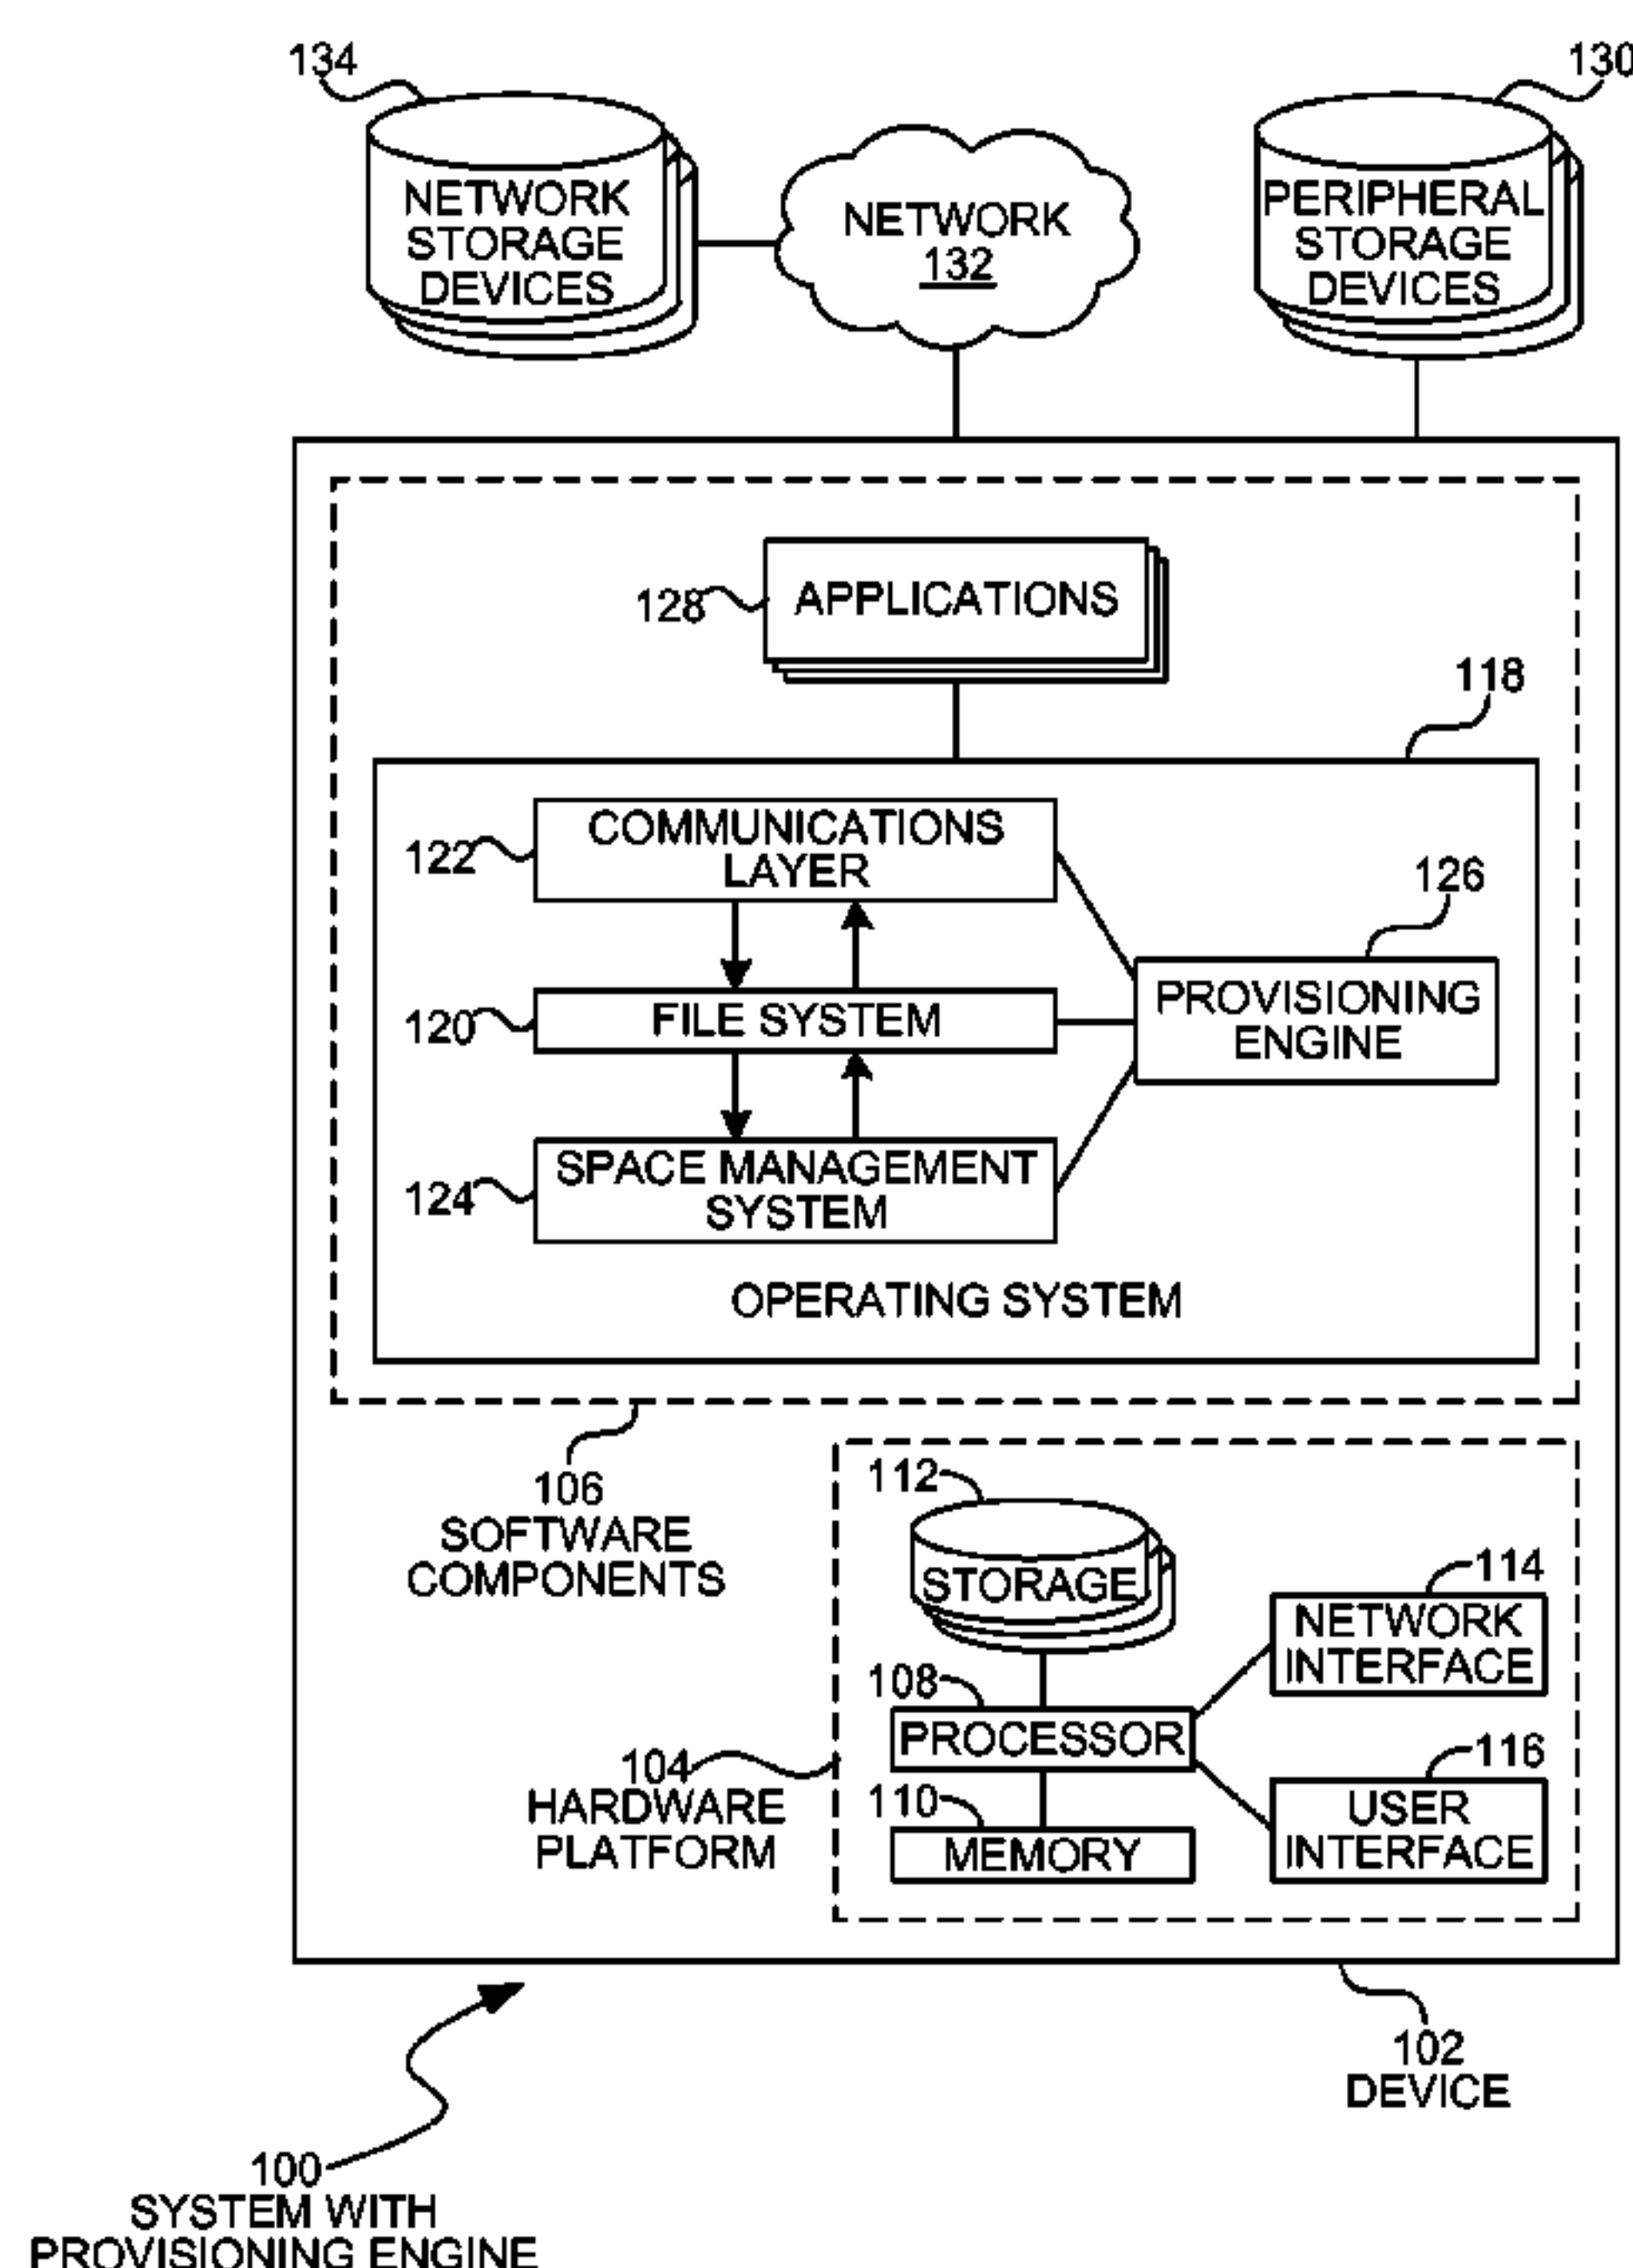 134
130
NETWORK
STORAGE
DEVICES
NETWORK
132
PERIPHERAL
STORAGE
DEVICES
128
APPLICATIONS
118
122
COMMUNICATIONS
LAYER
126
120
FILE SYSTEM
PROVISIONING
ENGINE
124
SPACE MANAGEMENT
SYSTEM
OPERATING SYSTEM
106
SOFTWARE
COMPONENTS
112
STORAGE
114
NETWORK
INTERFACE
108
PROCESSOR
104
HARDWARE
PLATFORM
116
USER
INTERFACE
110
MEMORY
102
DEVICE
100
SYSTEM WITH
PROVISIONING ENGINE